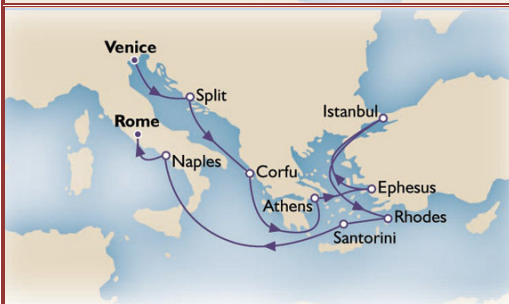 Venice
Split
Istanbul
Rome
Naples
Corfu
Ephesus
Athens
Rhodes
Santorini